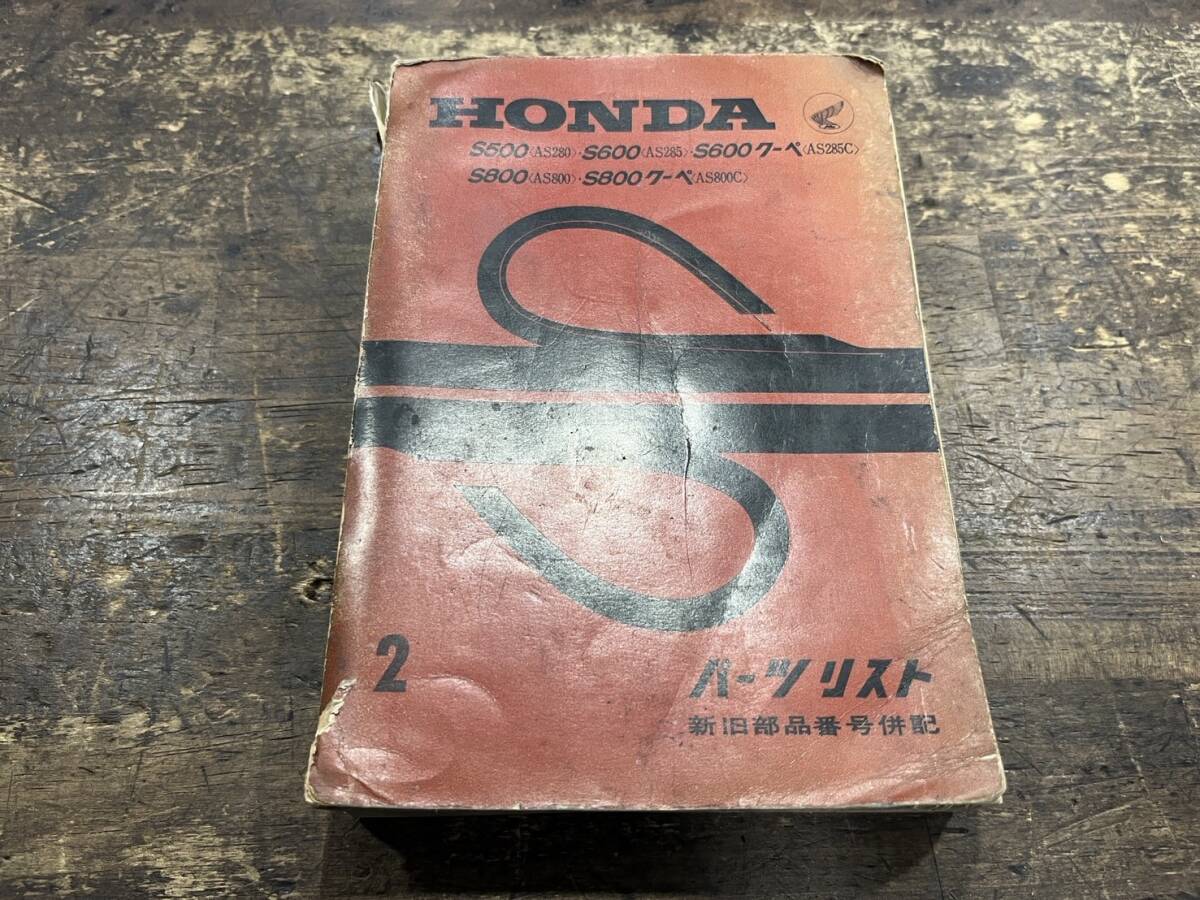 HONDA
S500〈AS280〉・S600〈AS285〉・S600クーペ〈AS285C〉
S800〈AS800〉・S800クーペ〈AS800C〉
2
パーツリスト
新旧部品番号併記